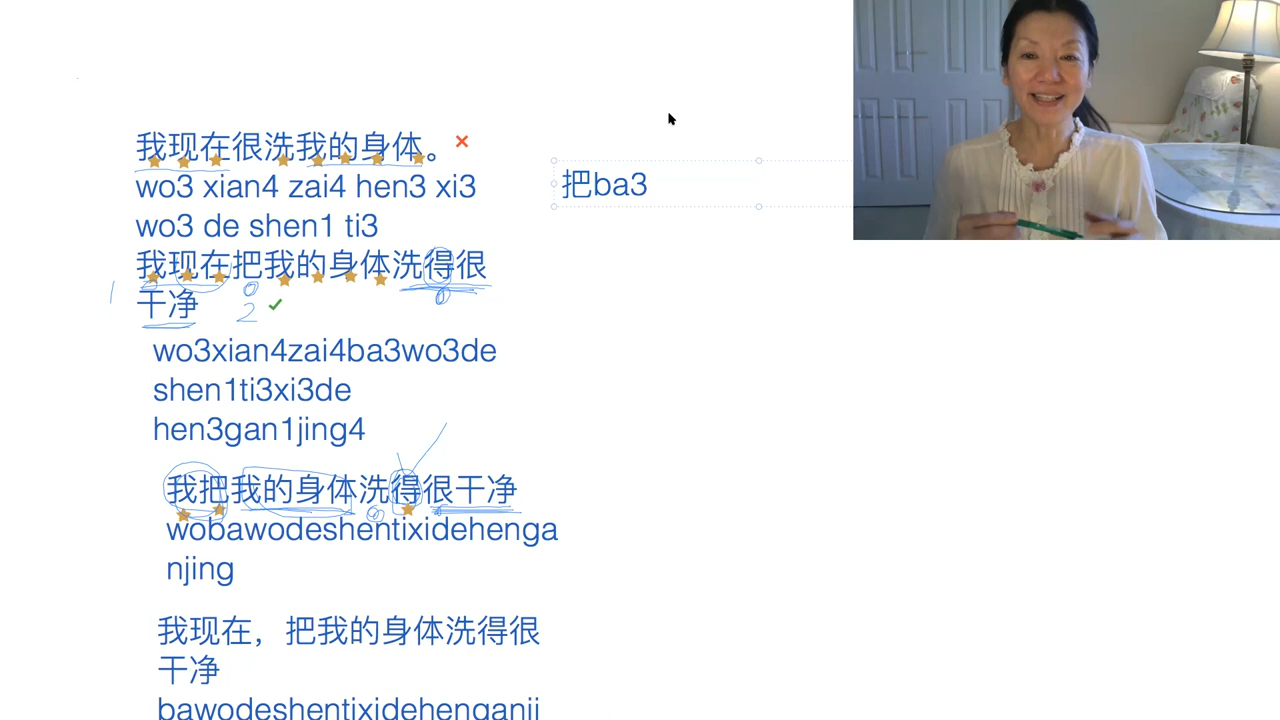 我现在很洗我的身体。
wo3 xian4 zai4 hen3 xi3
wo3 de shen1 ti3
把ba3
我现在把我的身体洗得很
干净
2
wo3xian4zai4ba3wo3de
shen1ti3xi3de
hen3gan1jing4
我把我的身体洗得很干净
wobawodeshentixidehenga
njing
我现在，把我的身体洗得很
干净
bawodeshentixidehenganji